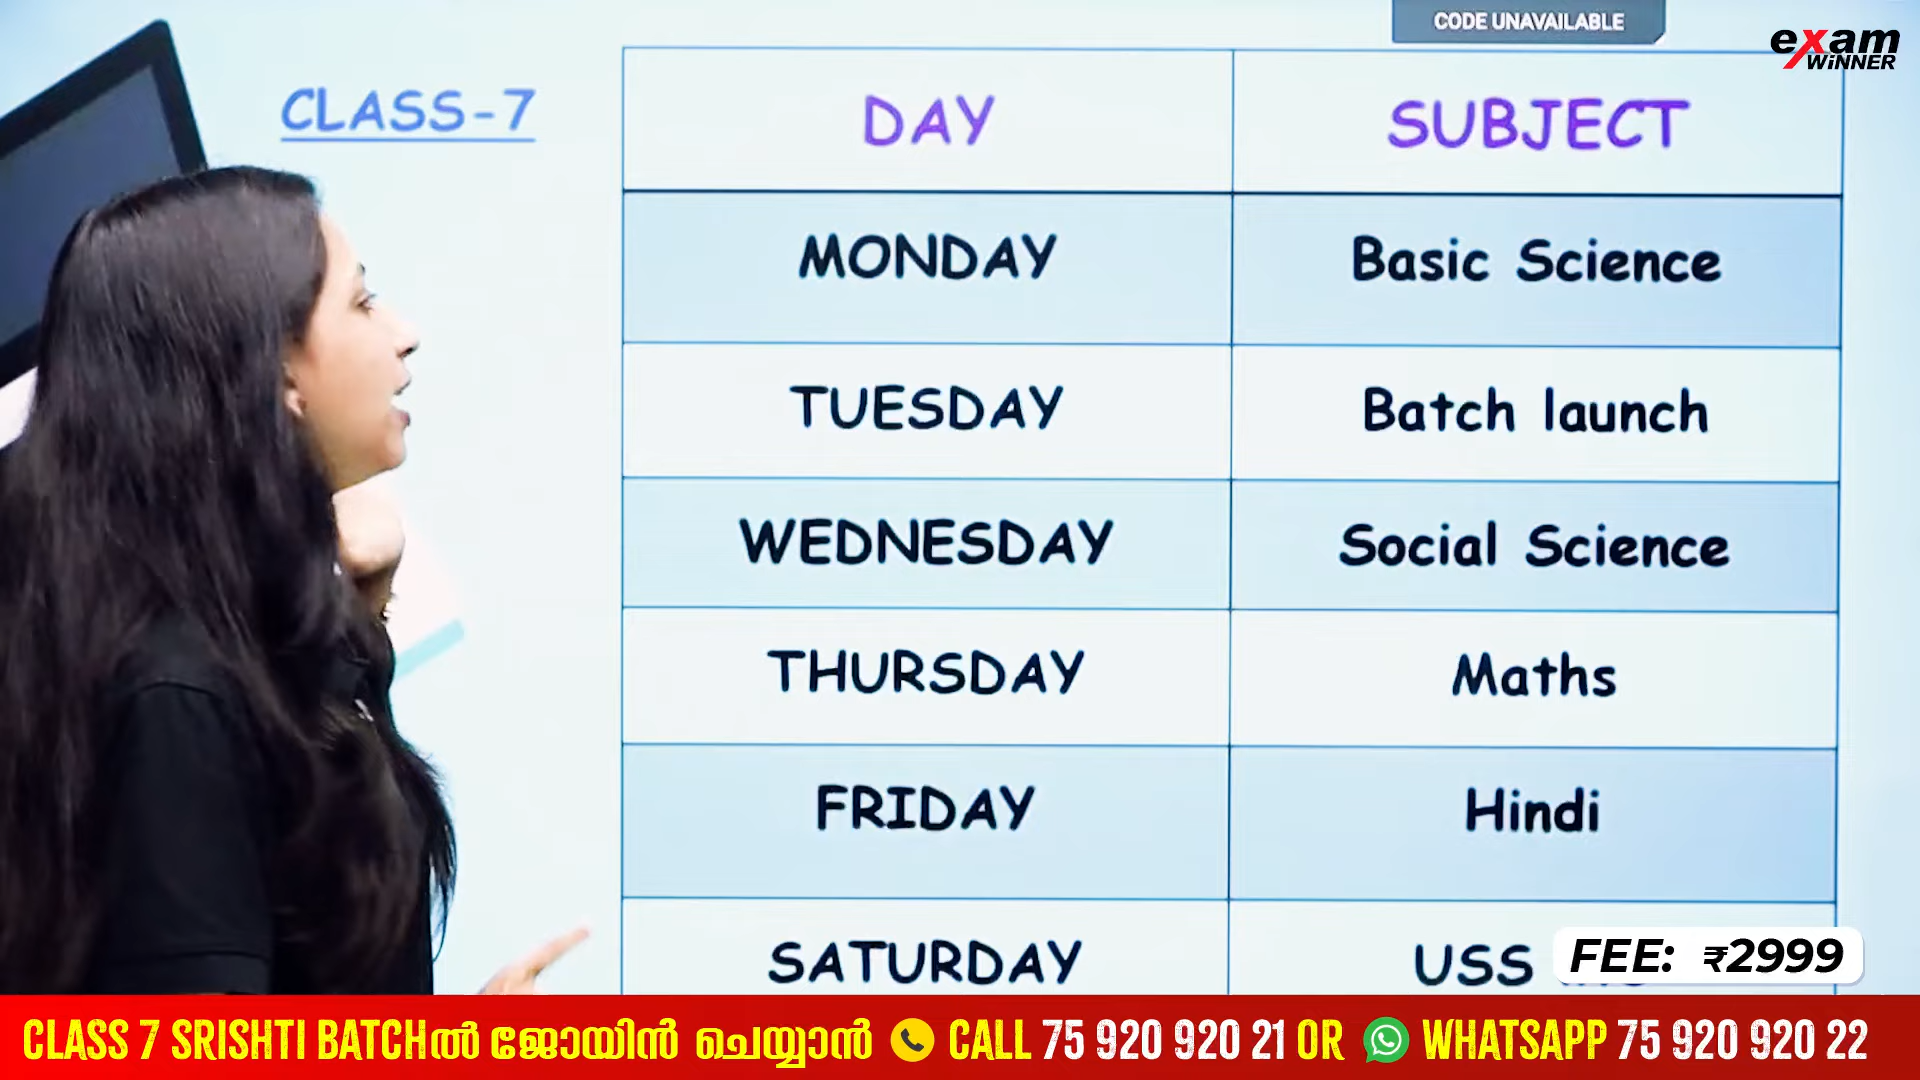 CODE UNAVAILABLE
exam
WiNNER
CLASS-7
DAY SUBJECT
MONDAY Basic Science
TUESDAY Batch launch
WEDNESDAY Social Science
THURSDAY Maths
FRIDAY Hindi
SATURDAY USS
FEE: ₹2999
CLASS 7 SRISHTI BATCHൽ ജോയിൻ ചെയ്യാൻ CALL 75 920 920 21 OR WHATSAPP 75 920 920 22